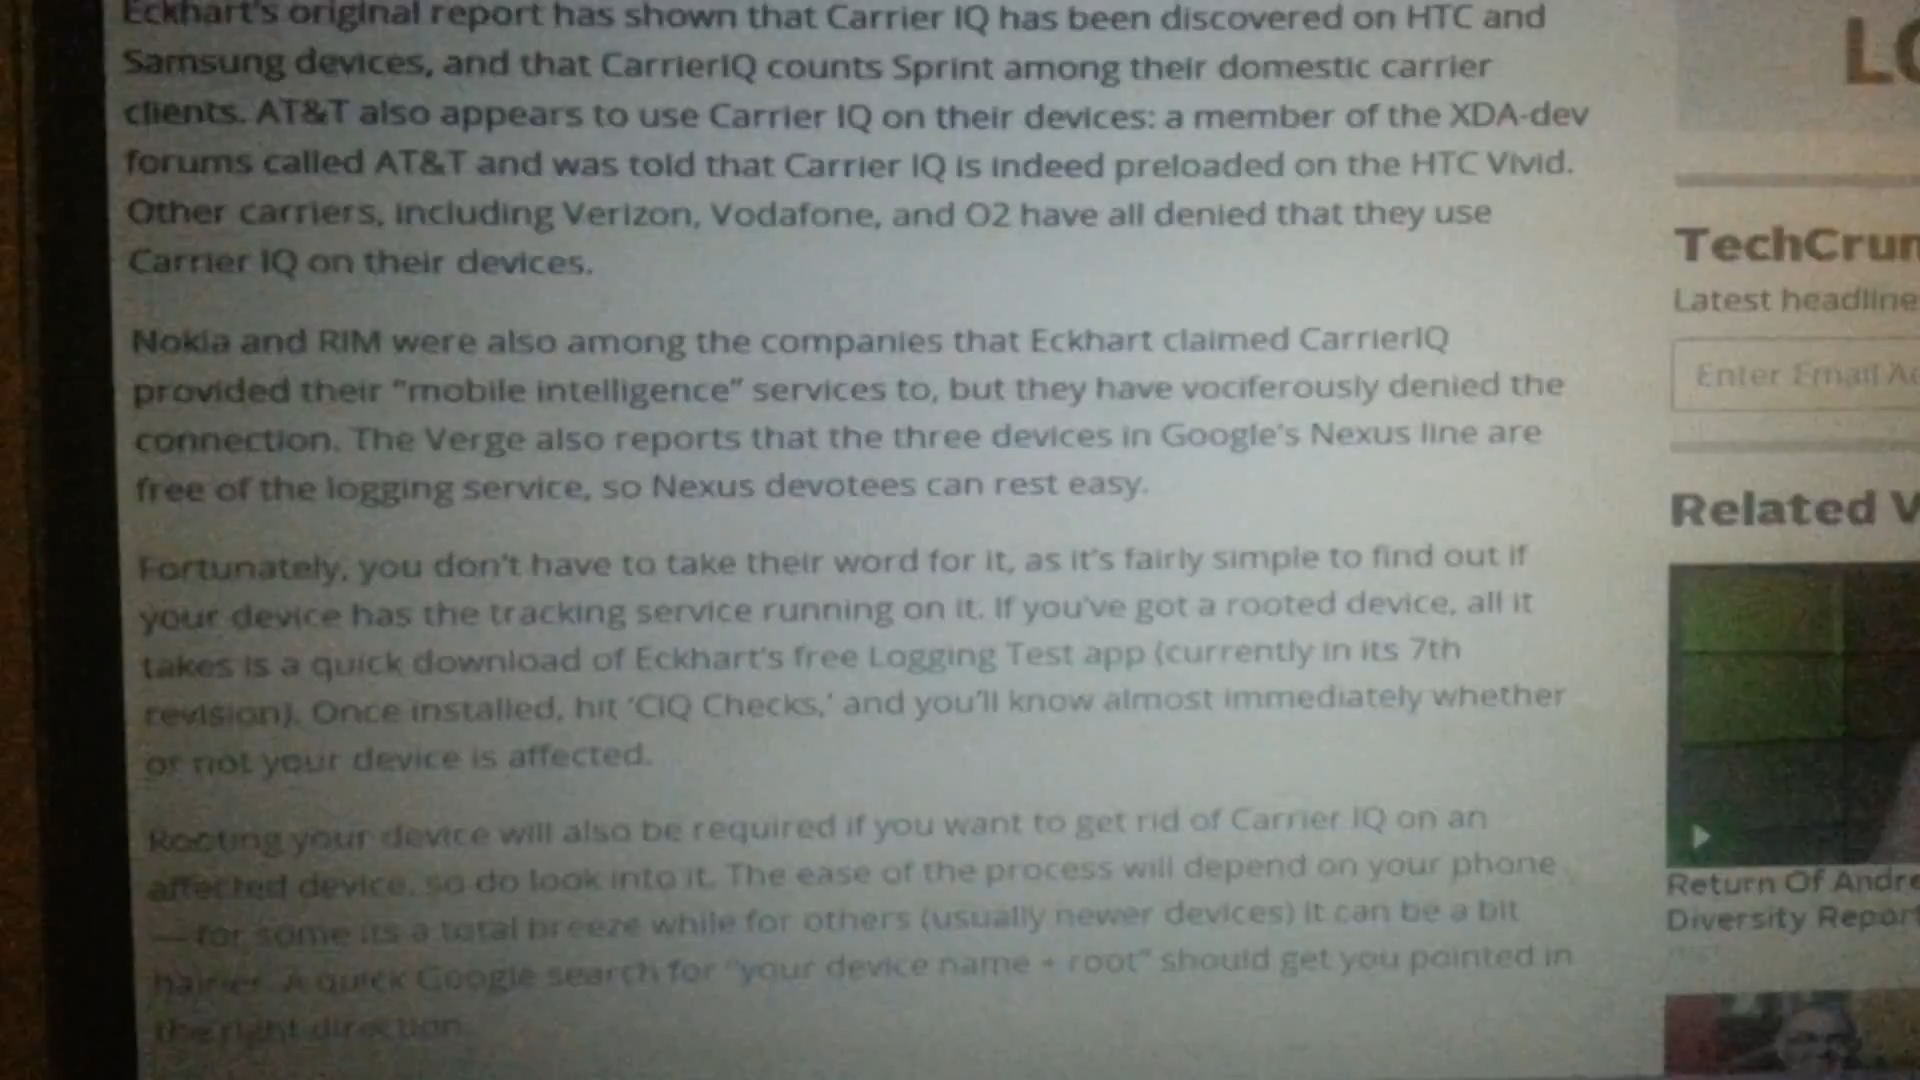 Eckhart's original report has shown that Carrier IQ has been discovered on HTC and
Samsung devices, and that CarrierIQ counts Sprint among their domestic carrier
clients. AT&T also appears to use Carrier IQ on their devices: a member of the XDA-dev
forums called AT&T and was told that Carrier IQ is indeed preloaded on the HTC Vivid.
Other carriers, including Verizon, Vodafone, and O2 have all denied that they use
Carrier IQ on their devices.
Nokia and RIM were also among the companies that Eckhart claimed CarrierIQ
provided their “mobile intelligence” services to, but they have vociferously denied the
connection. The Verge also reports that the three devices in Google's Nexus line are
free of the logging service, so Nexus devotees can rest easy.
Fortunately, you don't have to take their word for it, as it's fairly simple to find out if
your device has the tracking service running on it. If you've got a rooted device, all it
takes is a quick download of Eckhart's free Logging Test app (currently in its 7th
revision). Once installed, hit ‘CIQ Checks,’ and you'll know almost immediately whether
or not your device is affected.
Rooting your device will also be required if you want to get rid of Carrier IQ on an
affected device, so do look into it. The ease of the process will depend on your phone
— for some its a total breeze while for others (usually newer devices) it can be a bit
hairier. A quick Google search for “your device name + root” should get you pointed in
the right direction.
LO
TechCrun
Latest headline
Enter Email Ad
Related V
Return Of Andre
Diversity Report